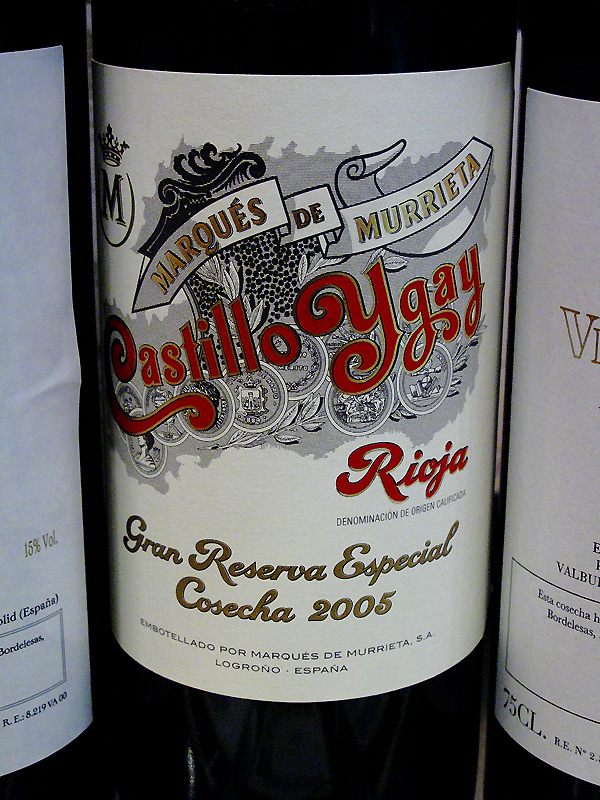 M
MARQUÉS DE MURRIETA
Castillo Ygay
Rioja
DENOMINACIÓN DE ORIGEN CALIFICADA
Gran Reserva Especial
Cosecha 2005
EMBOTELLADO POR MARQUÉS DE MURRIETA, S.A.
LOGROÑO - ESPAÑA
15% Vol.
olid (España)
Bordelesas,
R. E.: 8.219 VA 00
VALBU
Esta cosecha h
Bordelesas,
75CL.
R.E. Nº 2.